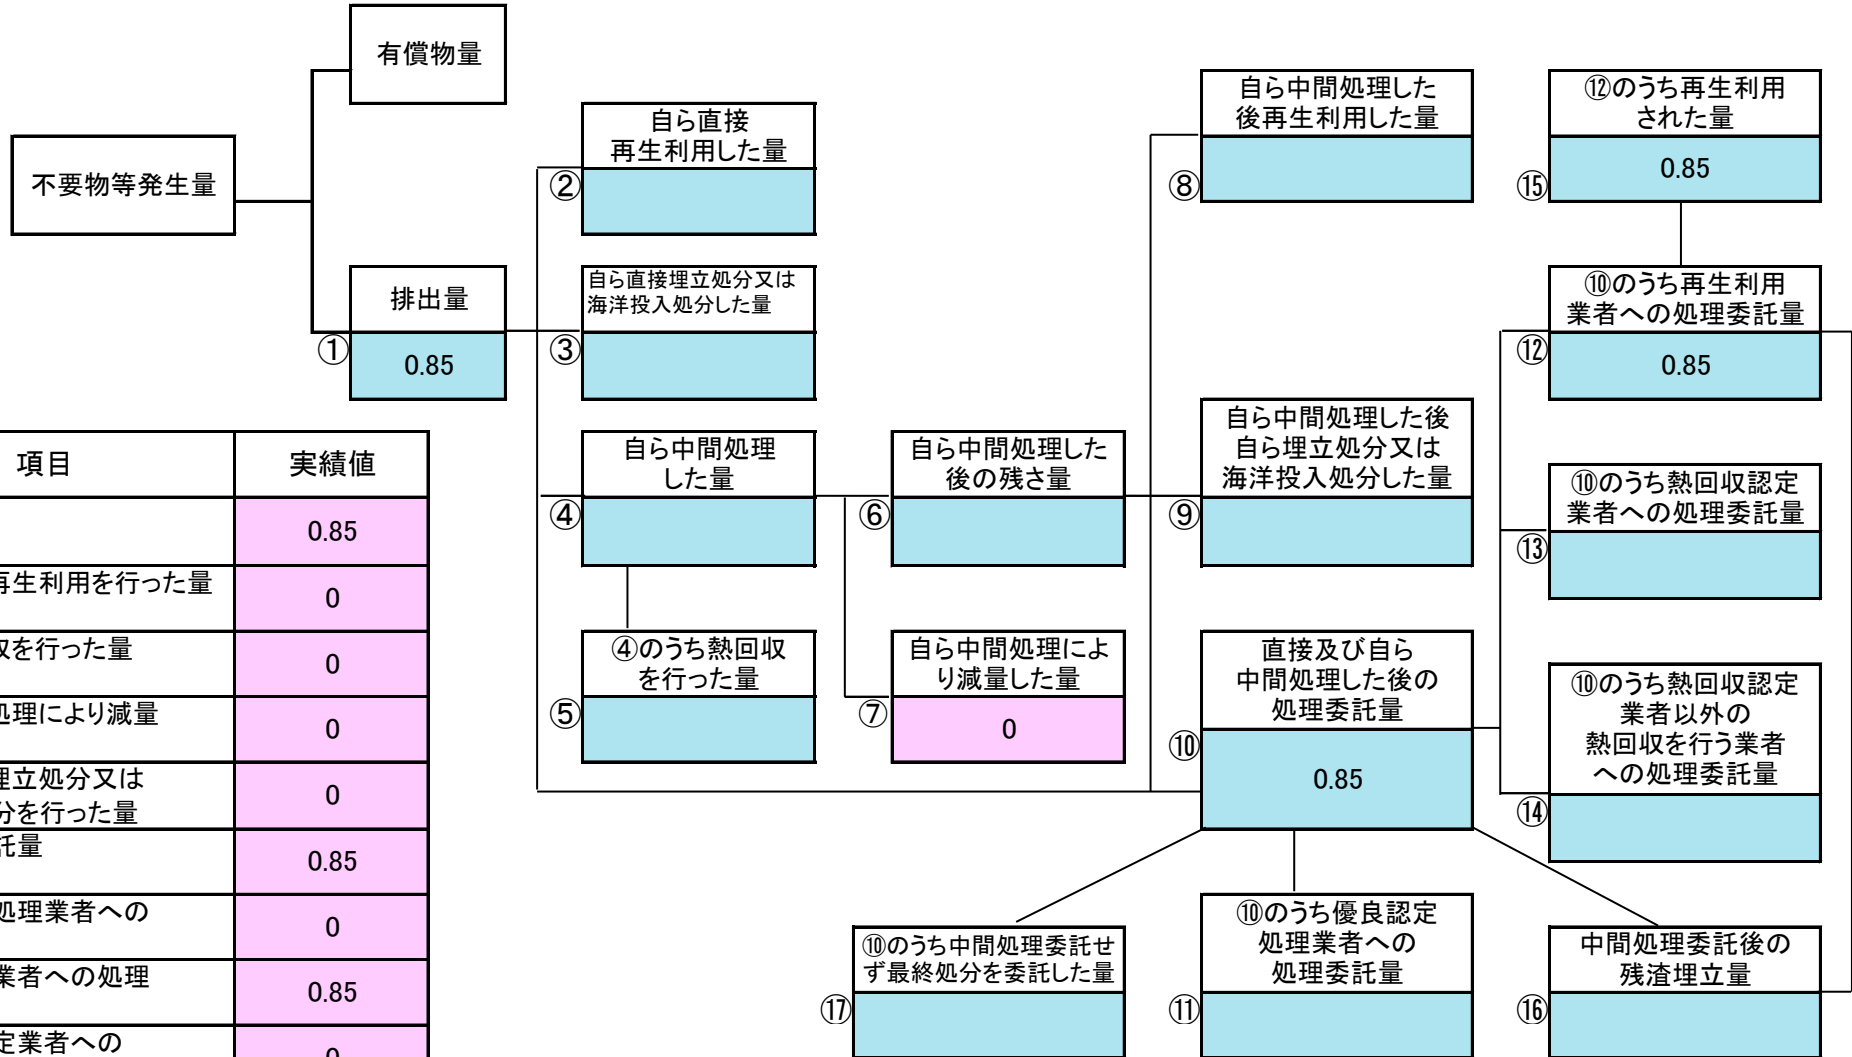 有償物量
不要物等発生量
排出量
①
0.85
自ら直接
再生利用した量
②
自ら直接埋立処分又は
海洋投入処分した量
③
自ら中間処理
した量
④
④のうち熱回収
を行った量
⑤
自ら中間処理した
後の残さ量
⑥
自ら中間処理によ
り減量した量
⑦
0
自ら中間処理した
後再生利用した量
⑧
自ら中間処理した後
自ら埋立処分又は
海洋投入処分した量
⑨
直接及び自ら
中間処理した後の
処理委託量
⑩
0.85
⑫のうち再生利用
された量
⑮
0.85
⑩のうち再生利用
業者への処理委託量
⑫
0.85
⑩のうち熱回収認定
業者への処理委託量
⑬
⑩のうち熱回収認定
業者以外の
熱回収を行う業者
への処理委託量
⑭
⑩のうち中間処理委託せ
ず最終処分を委託した量
⑰
⑩のうち優良認定
処理業者への
処理委託量
⑪
中間処理委託後の
残渣埋立量
⑯
項目 実績値
0.85
再生利用を行った量 0
を行った量 0
処理により減量 0
埋立処分又は
分を行った量 0
託量 0.85
処理業者への 0
業者への処理 0.85
定業者への 0